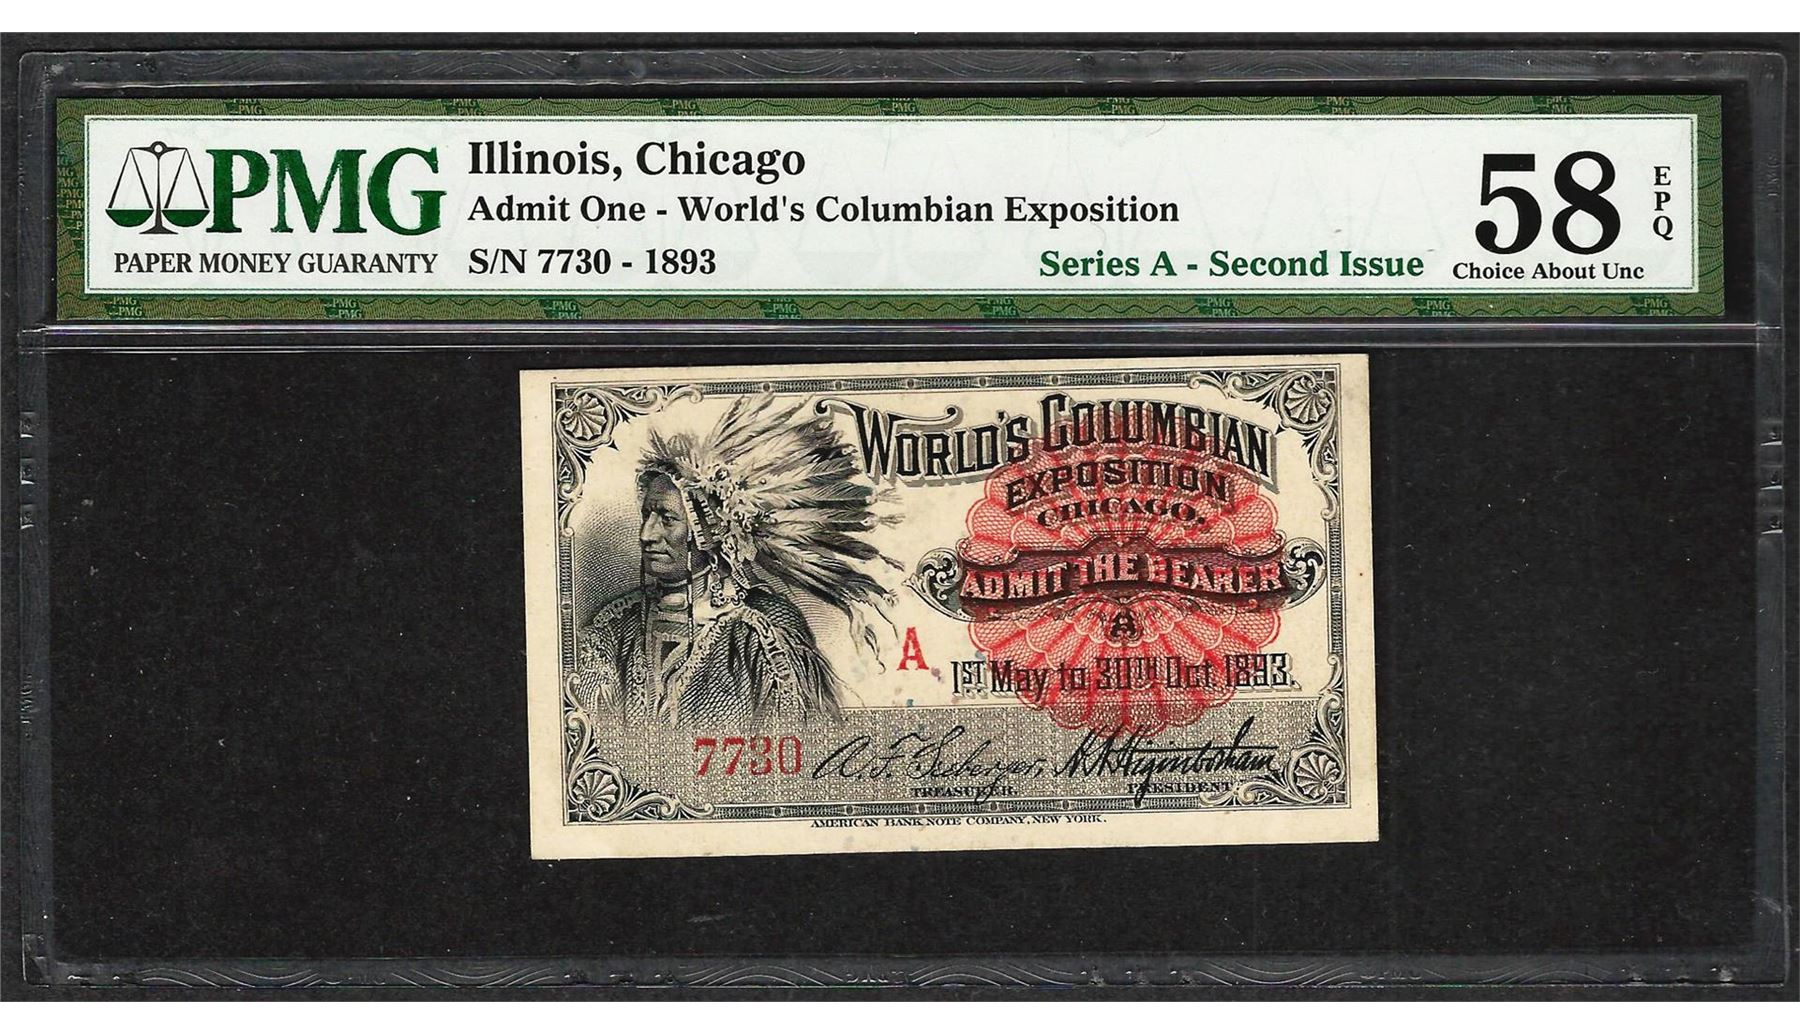 PMG
PAPER MONEY GUARANTY
Illinois, Chicago
Admit One - World's Columbian Exposition
S/N 7730 - 1893
Series A - Second Issue
58
EPQ
Choice About Unc
WORLD'S COLUMBIAN
EXPOSITION
CHICAGO.
ADMIT THE BEARER
A
A
1ST May to 30TH Oct. 1893.
7730
A. F. Seeberger,
H. N. Higinbotham
TREASURER.
PRESIDENT.
AMERICAN BANK NOTE COMPANY, NEW YORK.